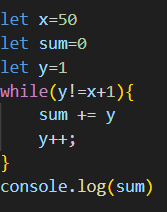 let x=50
let sum=0
let y=1
while(y!=x+1){
    sum += y
    y++;
}
console.log(sum)